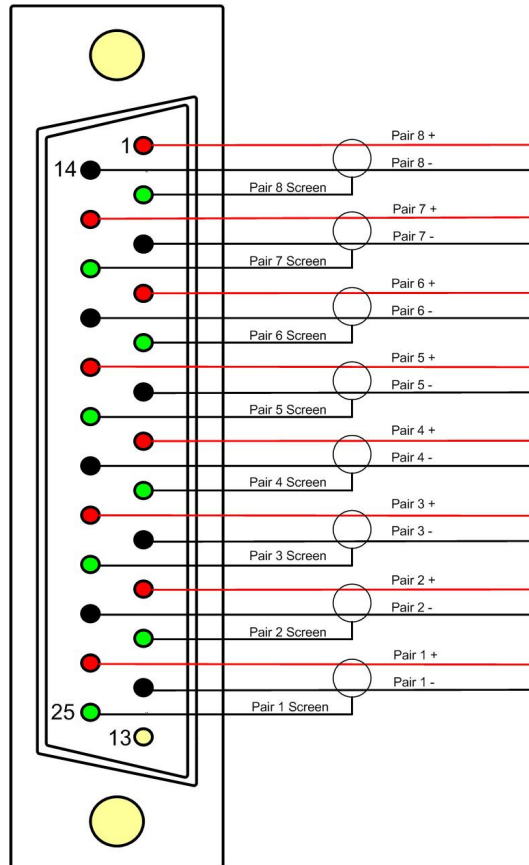 1
Pair 8 +
14
Pair 8 -
Pair 8 Screen
Pair 7 +
Pair 7 -
Pair 7 Screen
Pair 6 +
Pair 6 -
Pair 6 Screen
Pair 5 +
Pair 5 -
Pair 5 Screen
Pair 4 +
Pair 4 -
Pair 4 Screen
Pair 3 +
Pair 3 -
Pair 3 Screen
Pair 2 +
Pair 2 -
Pair 2 Screen
Pair 1 +
Pair 1 -
Pair 1 Screen
25
13